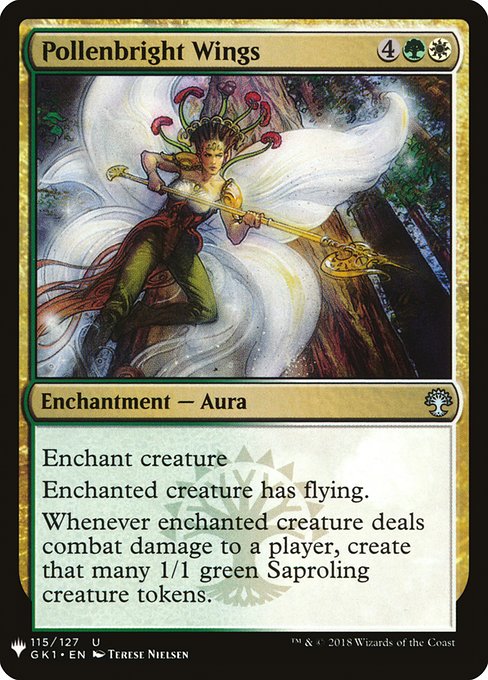 Pollenbright Wings 4
Enchantment — Aura
Enchant creature
Enchanted creature has flying.
Whenever enchanted creature deals
combat damage to a player, create
that many 1/1 green Saproling
creature tokens.
115/127 U
GK1 • EN Terese Nielsen
™ & © 2018 Wizards of the Coast